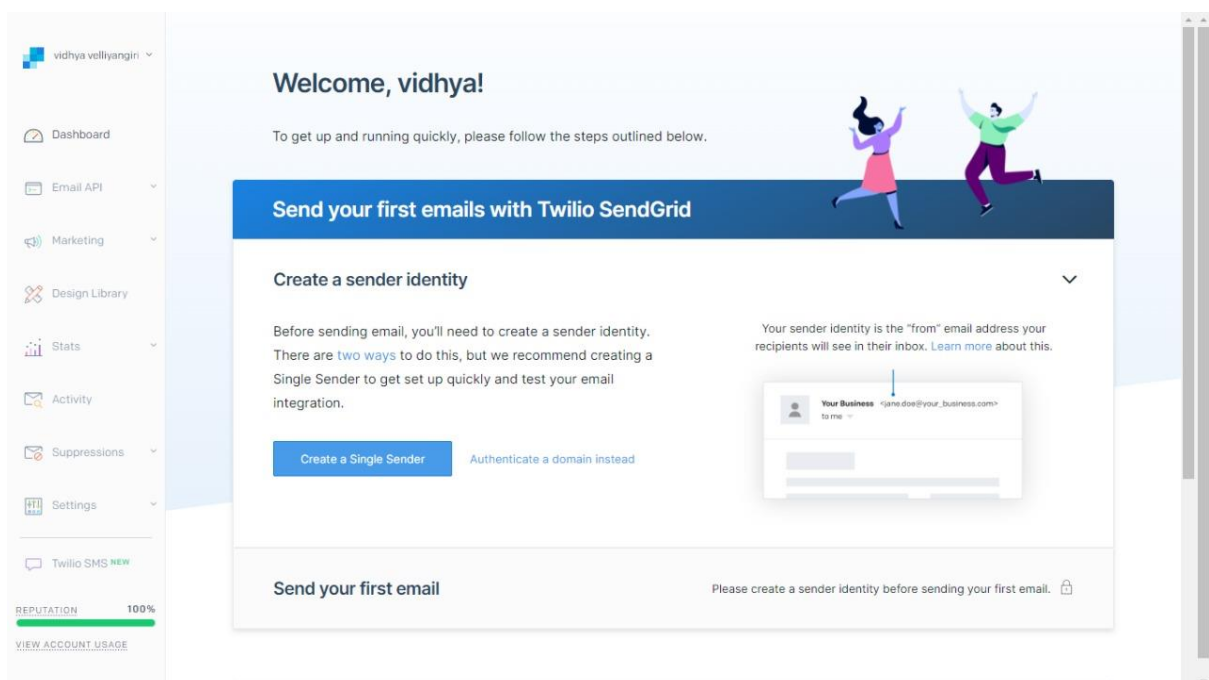 vidhya velliyangiri
Dashboard
Email API
Marketing
Design Library
Stats
Activity
Suppressions
Settings
Twilio SMS NEW
REPUTATION 100%
VIEW ACCOUNT USAGE
Welcome, vidhya!
To get up and running quickly, please follow the steps outlined below.
Send your first emails with Twilio SendGrid
Create a sender identity
Before sending email, you'll need to create a sender identity.
There are two ways to do this, but we recommend creating a
Single Sender to get set up quickly and test your email
integration.
Create a Single Sender Authenticate a domain instead
Your sender identity is the "from" email address your
recipients will see in their inbox. Learn more about this.
Your Business <jane.doe@your_business.com>
to me
Send your first email
Please create a sender identity before sending your first email.